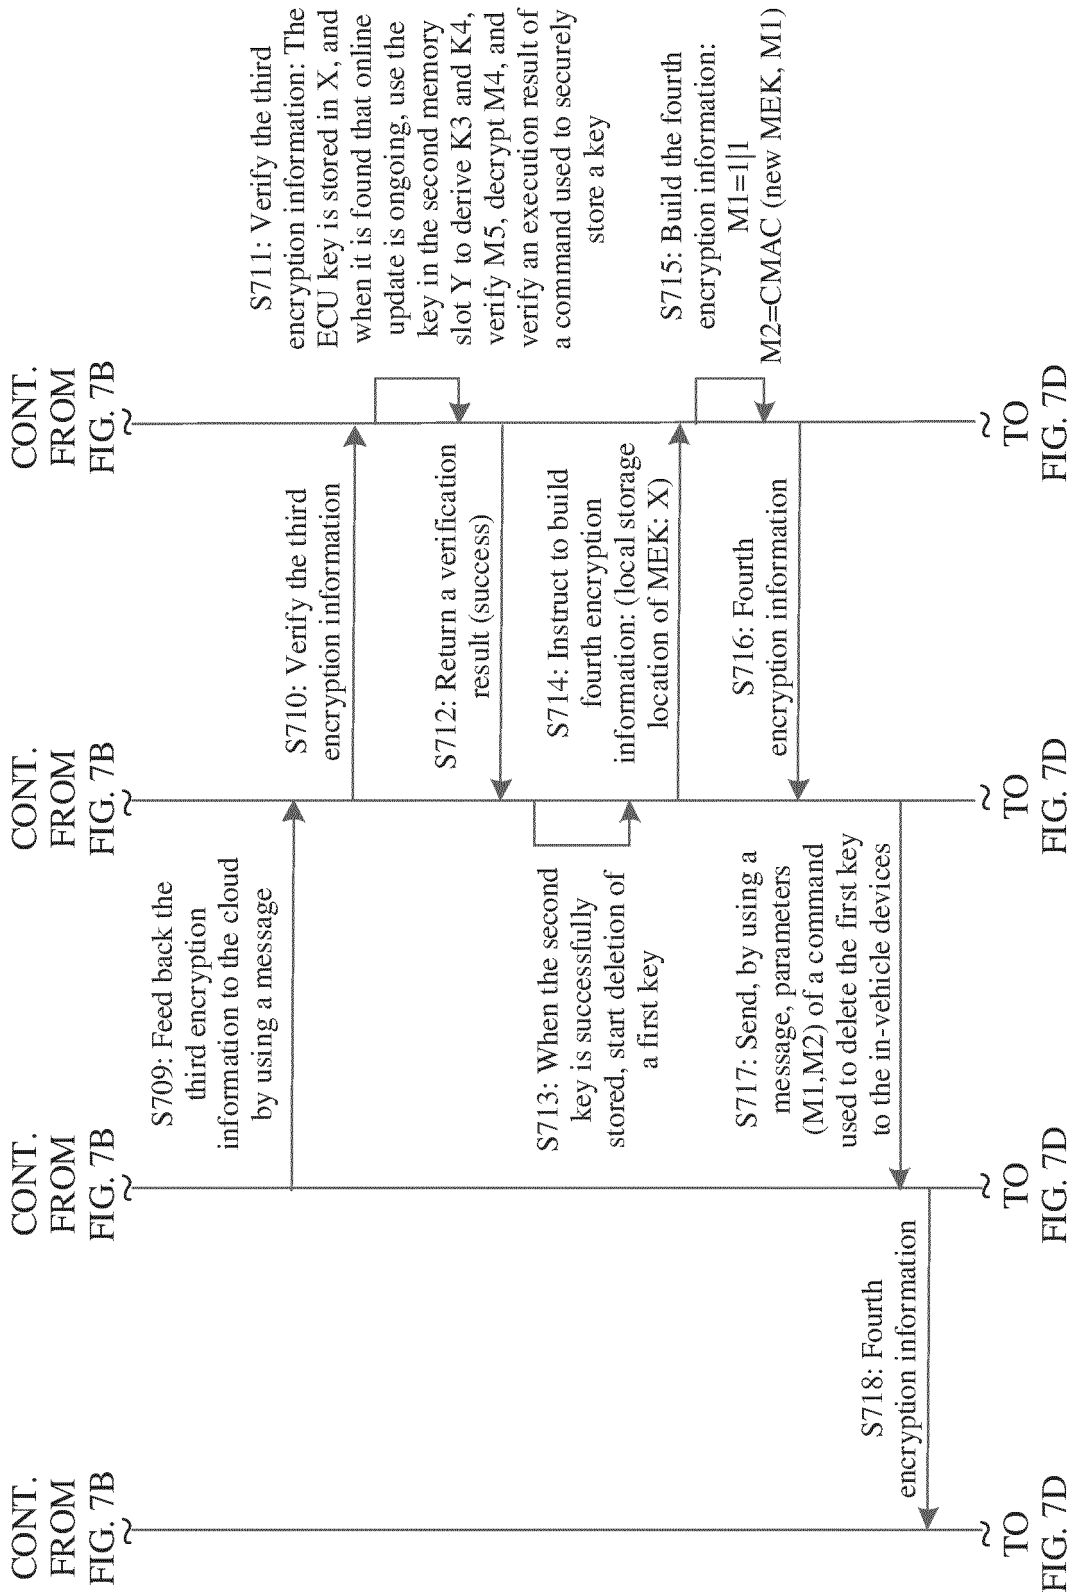 CONT.
FROM
FIG. 7B
CONT.
FROM
FIG. 7B
CONT.
FROM
FIG. 7B
CONT.
FROM
FIG. 7B
S709: Feed back the
third encryption
information to the cloud
by using a message
S710: Verify the third
encryption information
S711: Verify the third
encryption information: The
ECU key is stored in X, and
when it is found that online
update is ongoing, use the
key in the second memory
slot Y to derive K3 and K4,
verify M5, decrypt M4, and
verify an execution result of
a command used to securely
store a key
S712: Return a verification
result (success)
S713: When the second
key is successfully
stored, start deletion of
a first key
S714: Instruct to build
fourth encryption
information: (local storage
location of MEK: X)
S715: Build the fourth
encryption information:
M1=1|1
M2=CMAC (new MEK, M1)
S716: Fourth
encryption information
S717: Send, by using a
message, parameters
(M1,M2) of a command
used to delete the first key
to the in-vehicle devices
S718: Fourth
encryption information
TO
FIG. 7D
TO
FIG. 7D
TO
FIG. 7D
TO
FIG. 7D